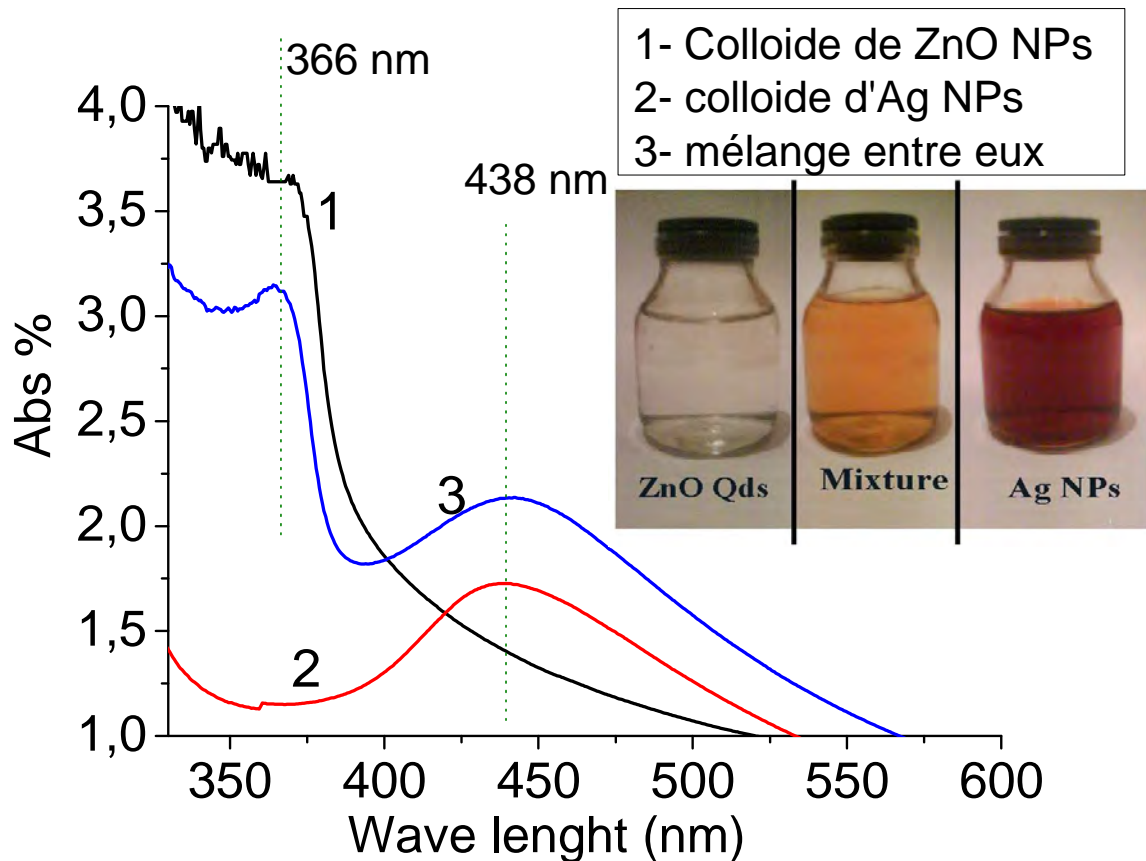 1- Colloide de ZnO NPs
2- colloide d'Ag NPs
3- mélange entre eux
366 nm
438 nm
4,0
3,5
3,0
2,5
2,0
1,5
1,0
Abs %
1
3
2
ZnO Qds
Mixture
Ag NPs
350 400 450 500 550 600
Wave lenght (nm)